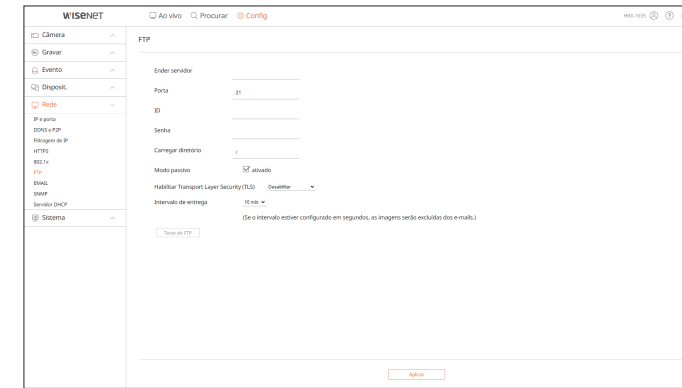 WISENET
Ao vivo Procurar Config
HRX-1635
Câmera
Gravar
Evento
Disposit.
Rede
IP e porta
DDNS e P2P
Filtragem de IP
HTTPS
802.1x
FTP
EMAIL
SNMP
Servidor DHCP
Sistema
FTP
Ender servidor
Porta 21
ID
Senha
Carregar diretório /
Modo passivo ativado
Habilitar Transport Layer Security (TLS) Desabilitar
Intervalo de entrega 10 min
(Se o intervalo estiver configurado em segundos, as imagens serão excluídas dos e-mails.)
Teste de FTP
Aplicar